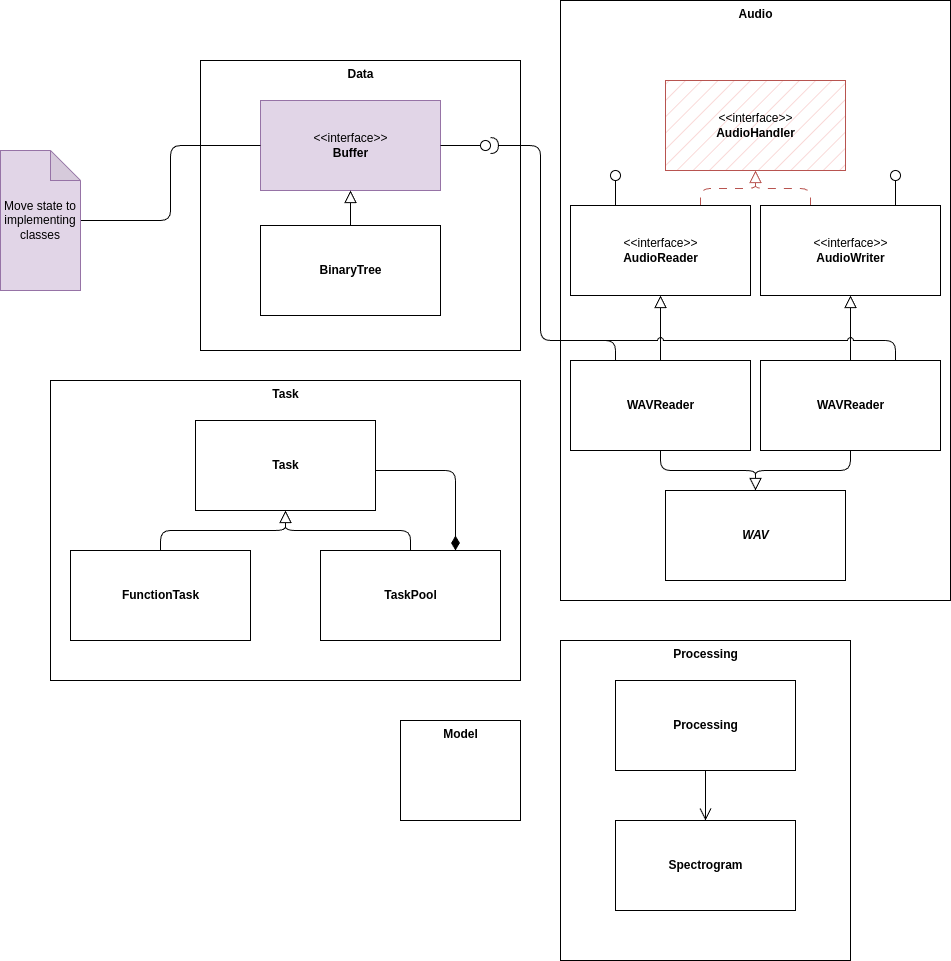 Audio
Data
<<interface>>
AudioHandler
<<interface>>
Buffer
Move state to
implementing
classes
<<interface>>
AudioReader
<<interface>>
AudioWriter
BinaryTree
Task
WAVReader
WAVReader
Task
WAV
FunctionTask
TaskPool
Processing
Processing
Model
Spectrogram